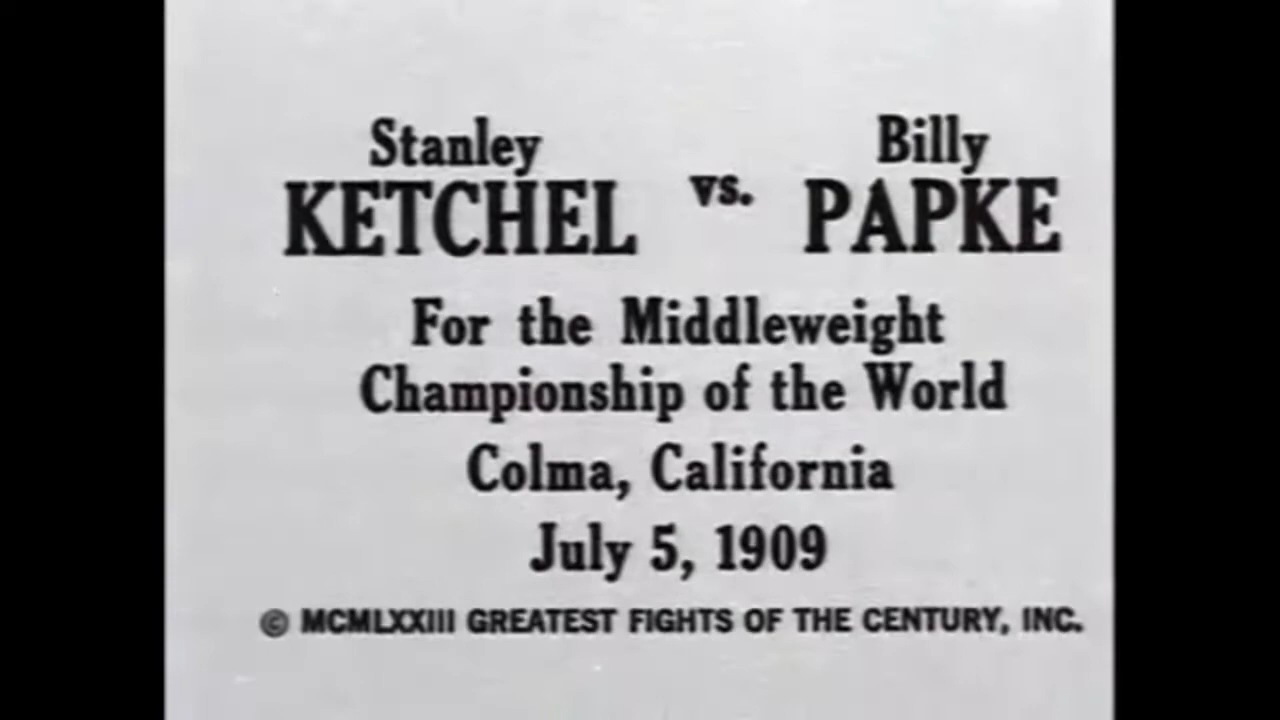 Stanley KETCHEL vs. Billy PAPKE
For the Middleweight
Championship of the World
Colma, California
July 5, 1909
© MCMLXXIII GREATEST FIGHTS OF THE CENTURY, INC.